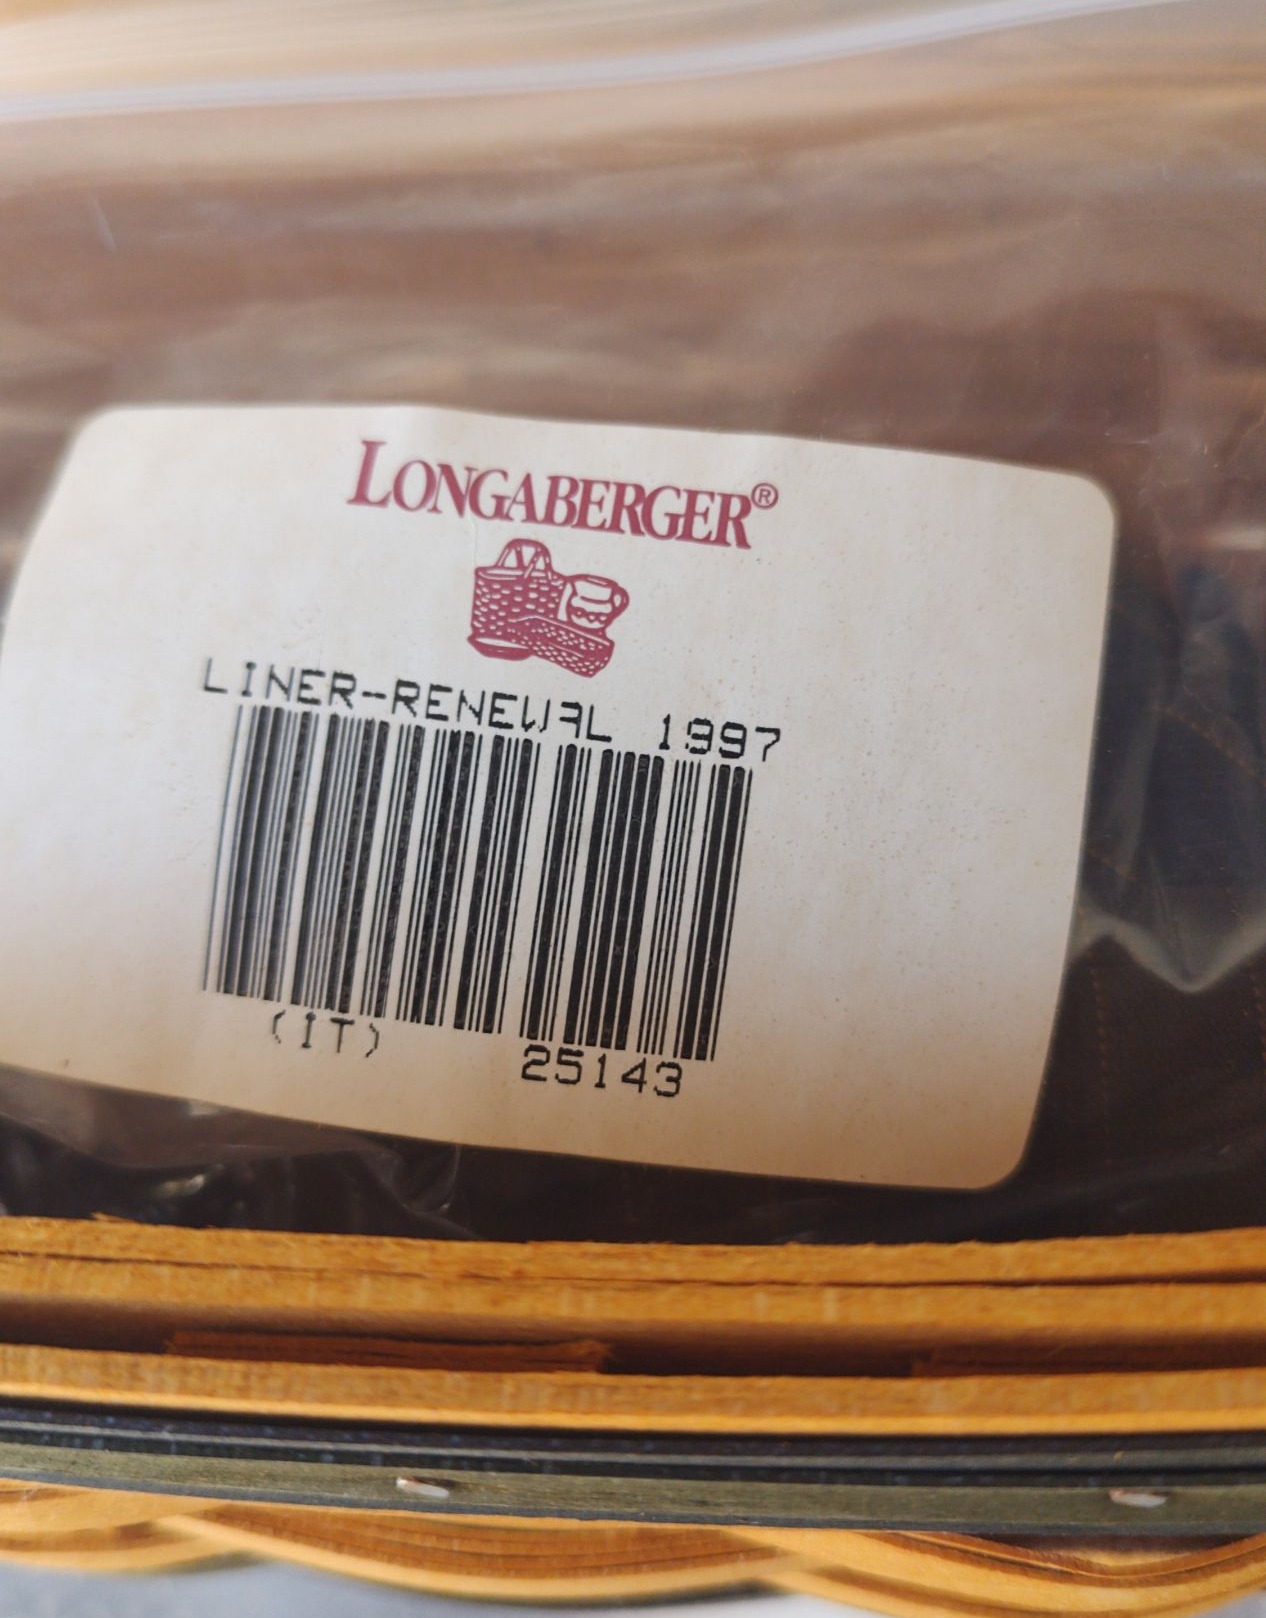 LONGABERGER®
LINER-RENEWAL 1997
(IT) 25143